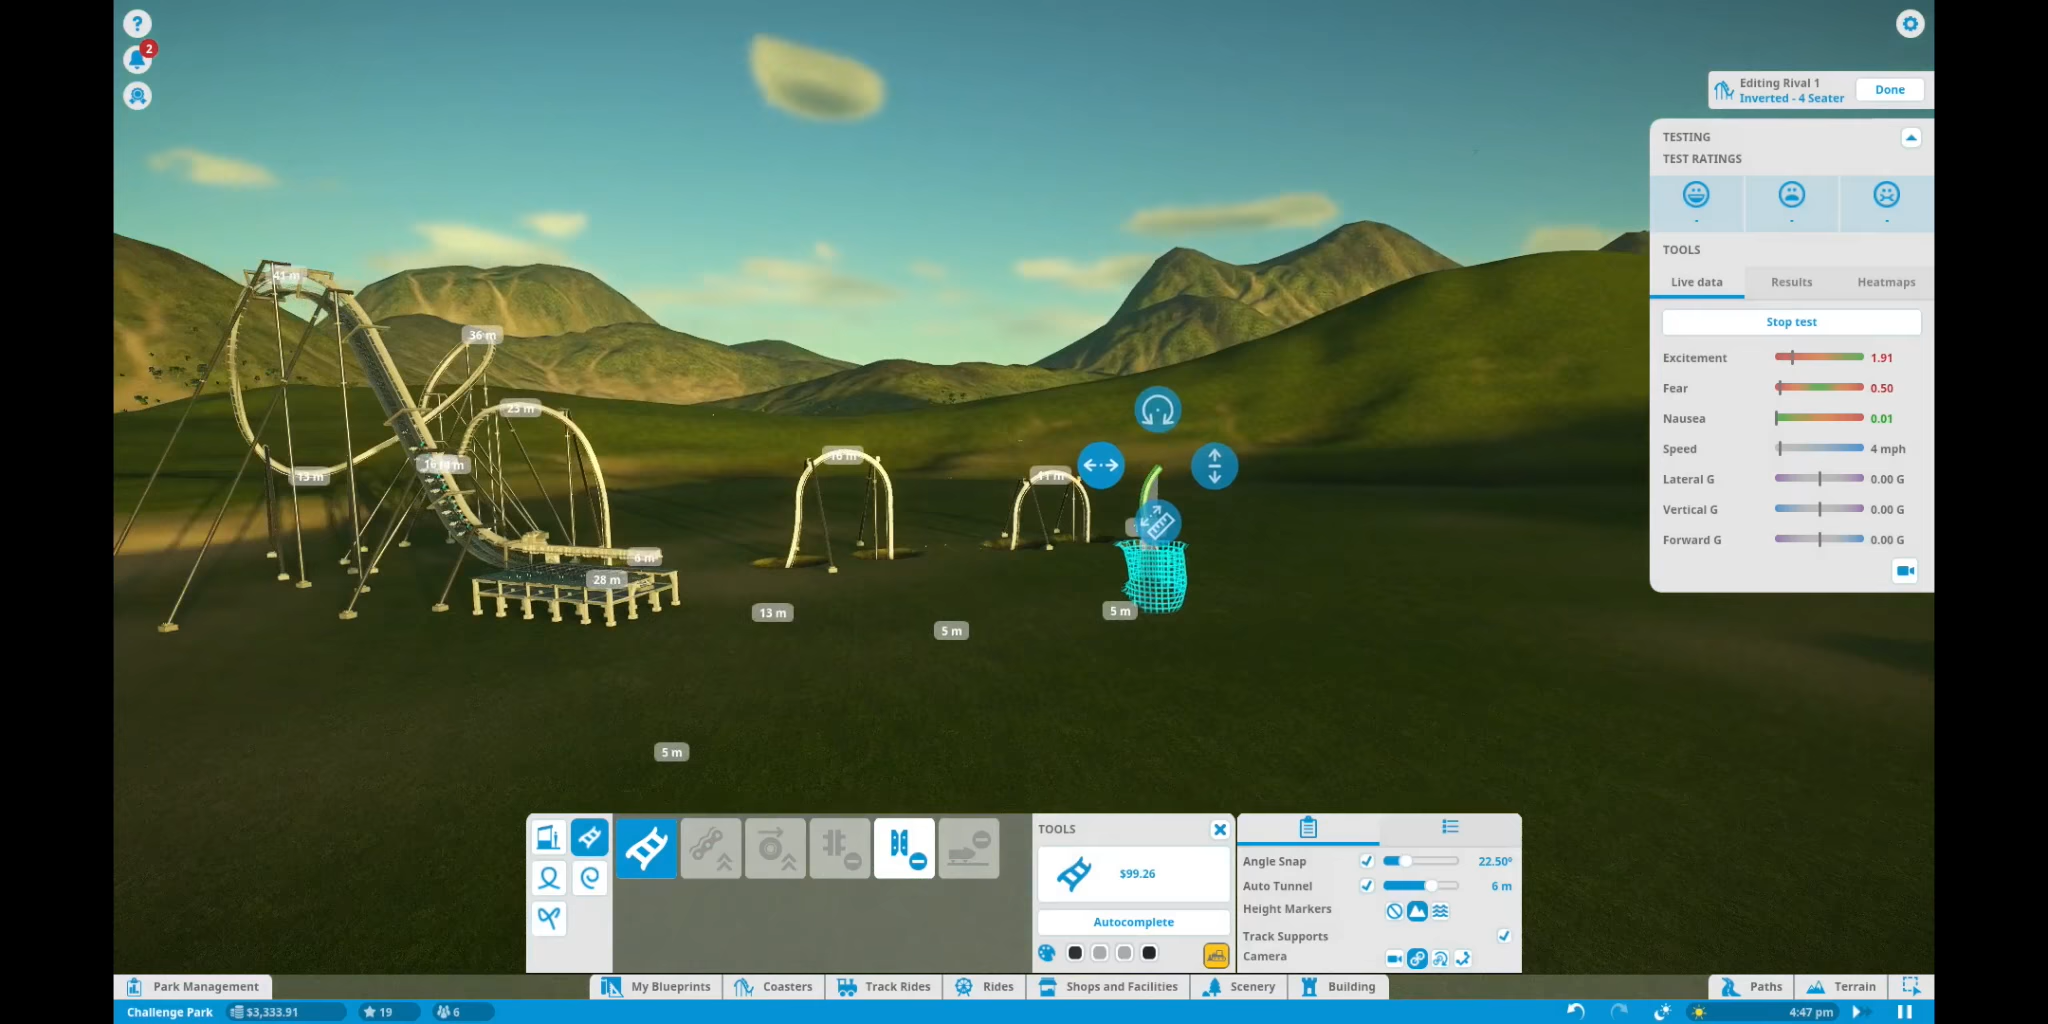 ?
2
Editing Rival 1
Inverted - 4 Seater
Done
TESTING
TEST RATINGS
- - -
TOOLS
Live data Results Heatmaps
Stop test
Excitement 1.91
Fear 0.50
Nausea 0.01
Speed 4 mph
Lateral G 0.00 G
Vertical G 0.00 G
Forward G 0.00 G
41 m
36 m
23 m
13 m
16 m
11 m
6 m
28 m
13 m
5 m
5 m
5 m
TOOLS
$99.26
Autocomplete
Angle Snap 22.50°
Auto Tunnel 6 m
Height Markers
Track Supports
Camera
Park Management
My Blueprints Coasters Track Rides Rides Shops and Facilities Scenery Building
Paths Terrain
Challenge Park $3,333.91 19 6
4:47 pm